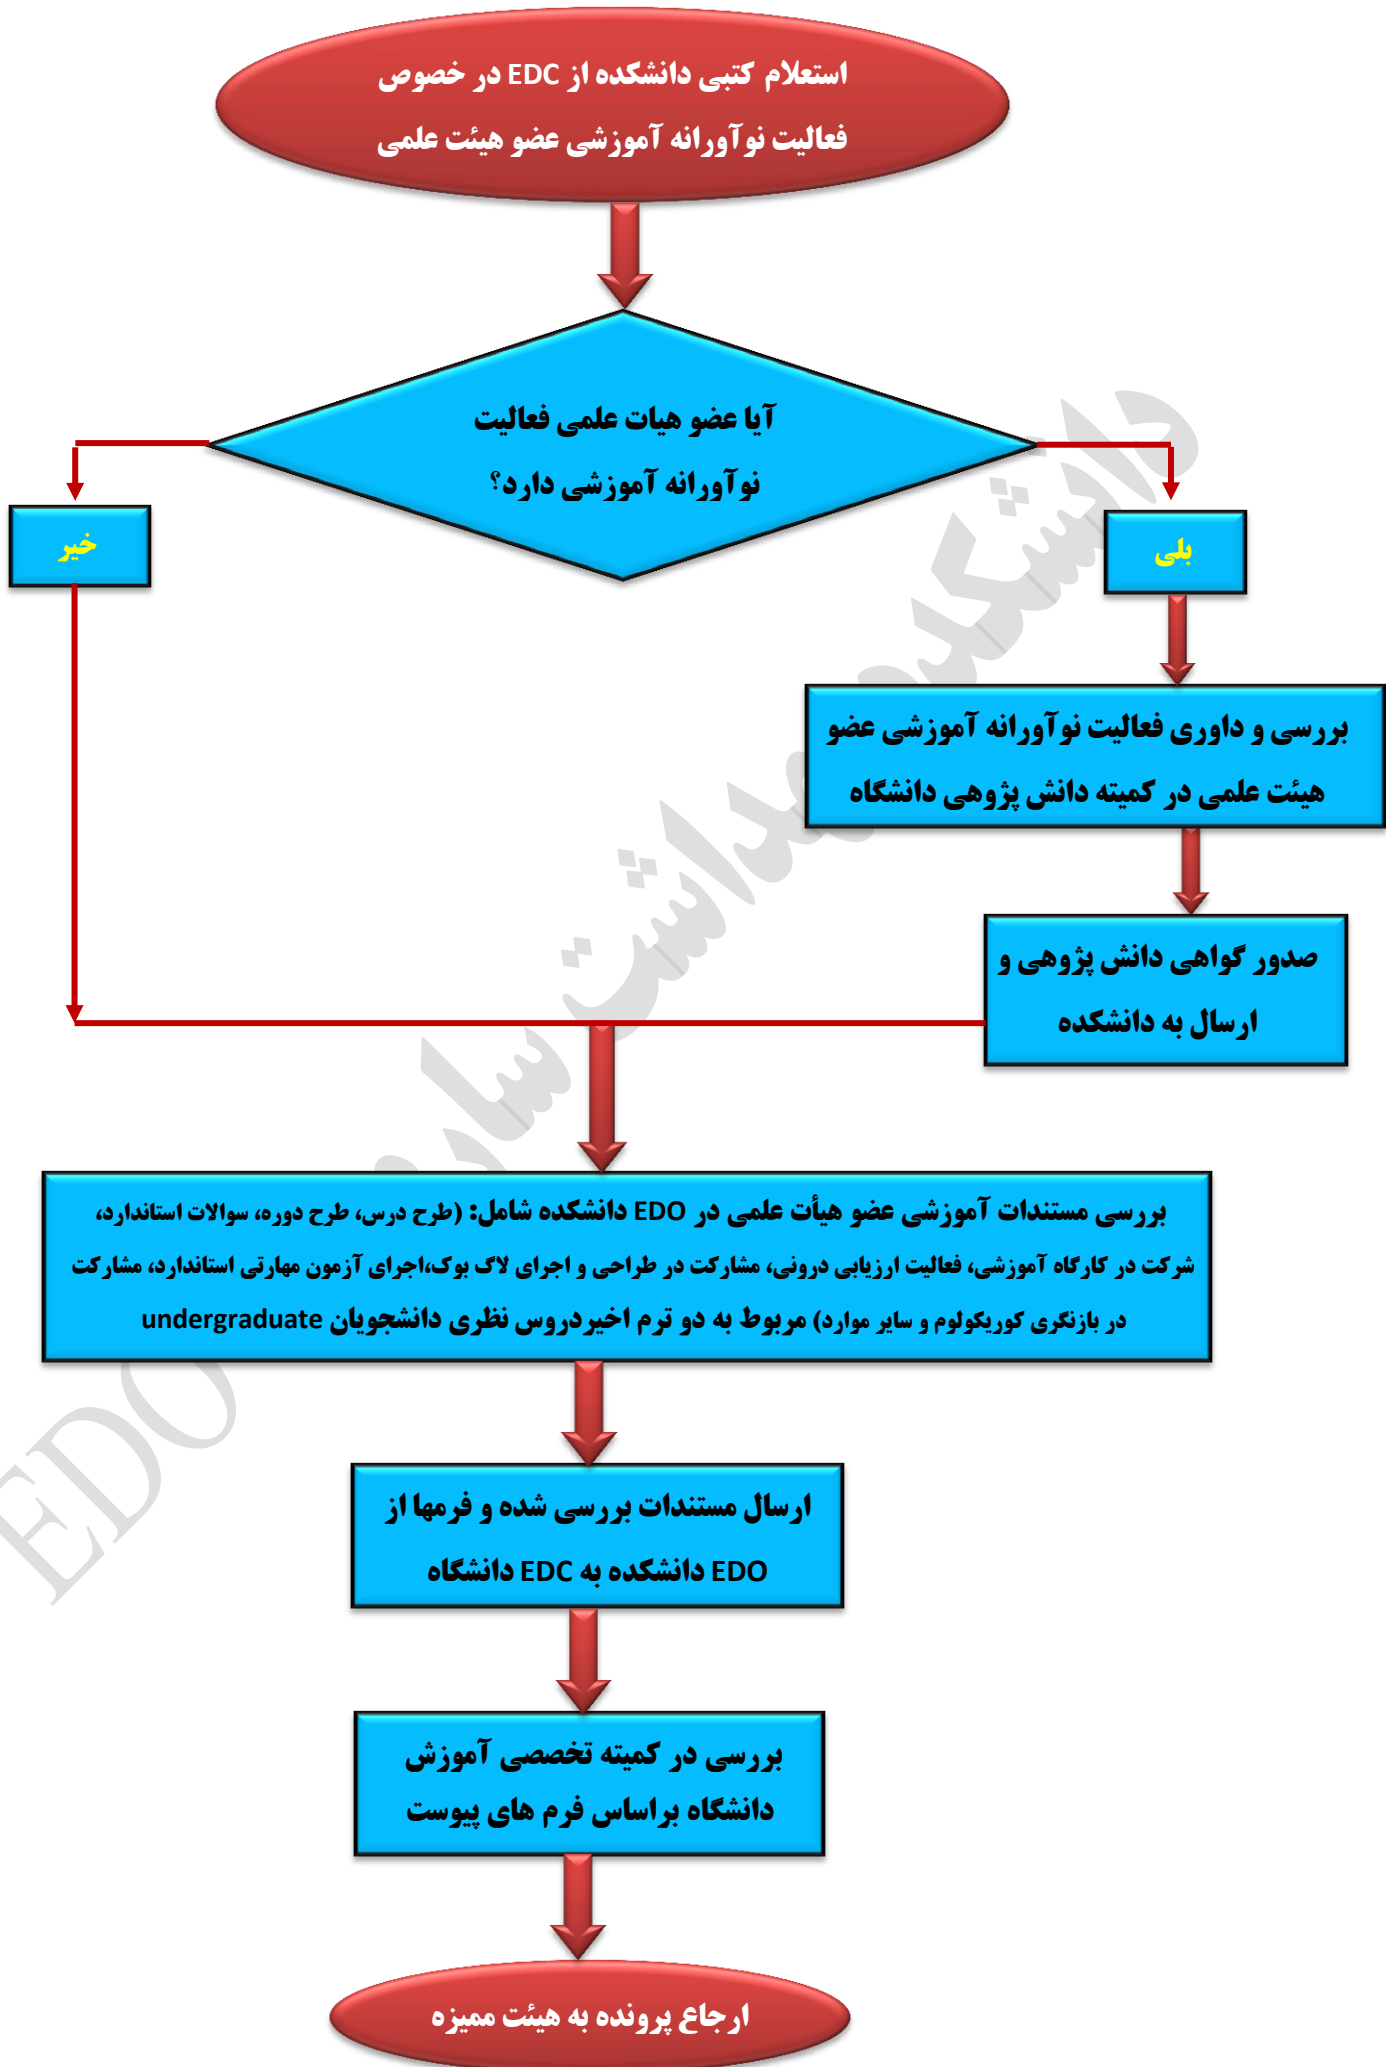 استعلام کتبی دانشکده از EDC در خصوص
فعالیت نوآورانه آموزشی عضو هیئت علمی
آیا عضو هیات علمی فعالیت
نوآورانه آموزشی دارد؟
بلی
خیر
بررسی و داوری فعالیت نوآورانه آموزشی عضو
هیئت علمی در کمیته دانش پژوهی دانشگاه
صدور گواهی دانش پژوهی و
ارسال به دانشکده
بررسی مستندات آموزشی عضو هیأت علمی در EDO دانشکده شامل: (طرح درس، طرح دوره، سوالات استاندارد،
شرکت در کارگاه آموزشی، فعالیت ارزیابی درونی، مشارکت در طراحی و اجرای لاگ بوک،اجرای آزمون مهارتی استاندارد، مشارکت
در بازنگری کوریکولوم و سایر موارد) مربوط به دو ترم اخیردروس نظری دانشجویان undergraduate
ارسال مستندات بررسی شده و فرمها از
EDO دانشکده به EDC دانشگاه
بررسی در کمیته تخصصی آموزش
دانشگاه براساس فرم های پیوست
ارجاع پرونده به هیئت ممیزه
EDO